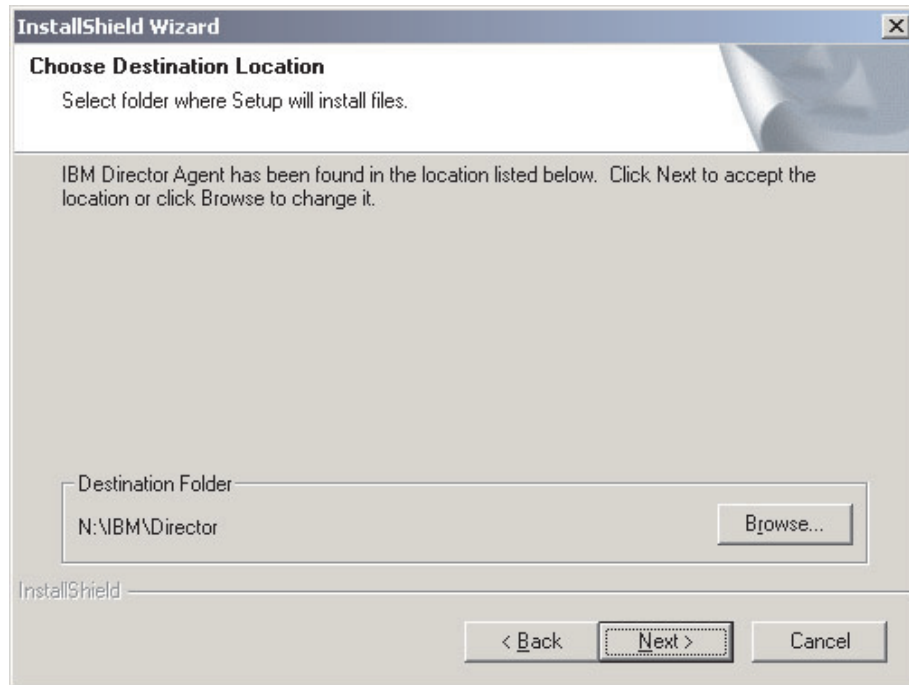 InstallShield Wizard
Choose Destination Location
Select folder where Setup will install files.
IBM Director Agent has been found in the location listed below.  Click Next to accept the
location or click Browse to change it.
Destination Folder
N:\IBM\Director
Browse...
InstallShield
< Back
Next >
Cancel